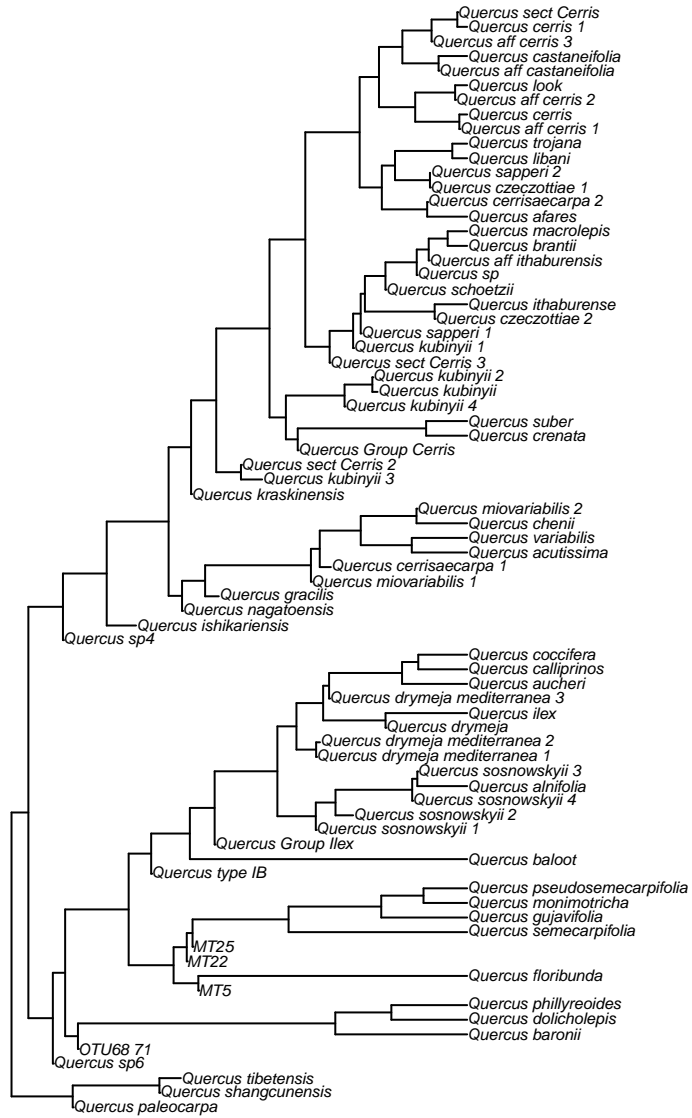 Quercus sect Cerris
Quercus cerris 1
Quercus aff cerris 3
Quercus castaneifolia
Quercus aff castaneifolia
Quercus look
Quercus aff cerris 2
Quercus cerris
Quercus aff cerris 1
Quercus trojana
Quercus libani
Quercus sapperi 2
Quercus czeczottiae 1
Quercus cerrisaecarpa 2
Quercus afares
Quercus macrolepis
Quercus brantii
Quercus aff ithaburensis
Quercus sp
Quercus schoetzii
Quercus ithaburense
Quercus czeczottiae 2
Quercus sapperi 1
Quercus kubinyii 1
Quercus sect Cerris 3
Quercus kubinyii 2
Quercus kubinyii
Quercus kubinyii 4
Quercus suber
Quercus crenata
Quercus Group Cerris
Quercus sect Cerris 2
Quercus kubinyii 3
Quercus kraskinensis
Quercus miovariabilis 2
Quercus chenii
Quercus variabilis
Quercus acutissima
Quercus cerrisaecarpa 1
Quercus miovariabilis 1
Quercus gracilis
Quercus nagatoensis
Quercus ishikariensis
Quercus sp4
Quercus coccifera
Quercus calliprinos
Quercus aucheri
Quercus drymeja mediterranea 3
Quercus ilex
Quercus drymeja
Quercus drymeja mediterranea 2
Quercus drymeja mediterranea 1
Quercus sosnowskyii 3
Quercus alnifolia
Quercus sosnowskyii 4
Quercus sosnowskyii 2
Quercus sosnowskyii 1
Quercus Group Ilex
Quercus baloot
Quercus type IB
Quercus pseudosemecarpifolia
Quercus monimotricha
Quercus gujavifolia
Quercus semecarpifolia
MT25
MT22
Quercus floribunda
MT5
Quercus phillyreoides
Quercus dolicholepis
Quercus baronii
OTU68 71
Quercus sp6
Quercus tibetensis
Quercus shangcunensis
Quercus paleocarpa